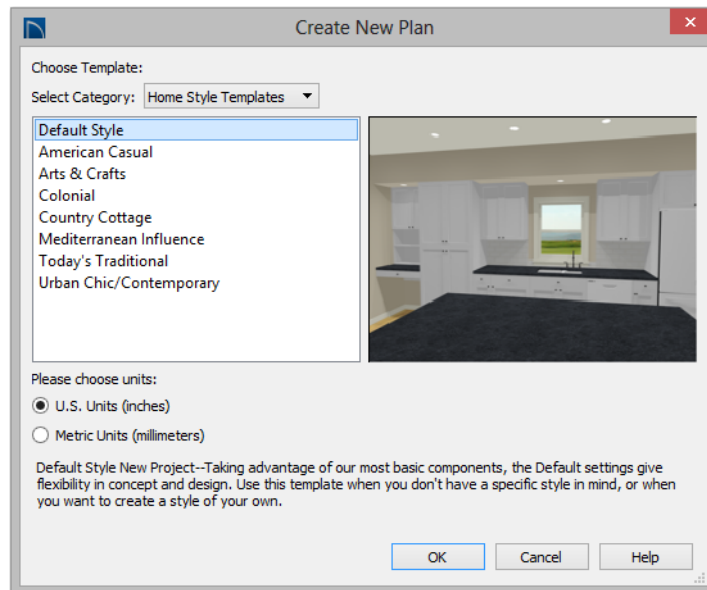 Create New Plan
Choose Template:
Select Category: Home Style Templates
Default Style
American Casual
Arts & Crafts
Colonial
Country Cottage
Mediterranean Influence
Today's Traditional
Urban Chic/Contemporary
Please choose units:
U.S. Units (inches)
Metric Units (millimeters)
Default Style New Project--Taking advantage of our most basic components, the Default settings give
flexibility in concept and design. Use this template when you don't have a specific style in mind, or when
you want to create a style of your own.
OK Cancel Help